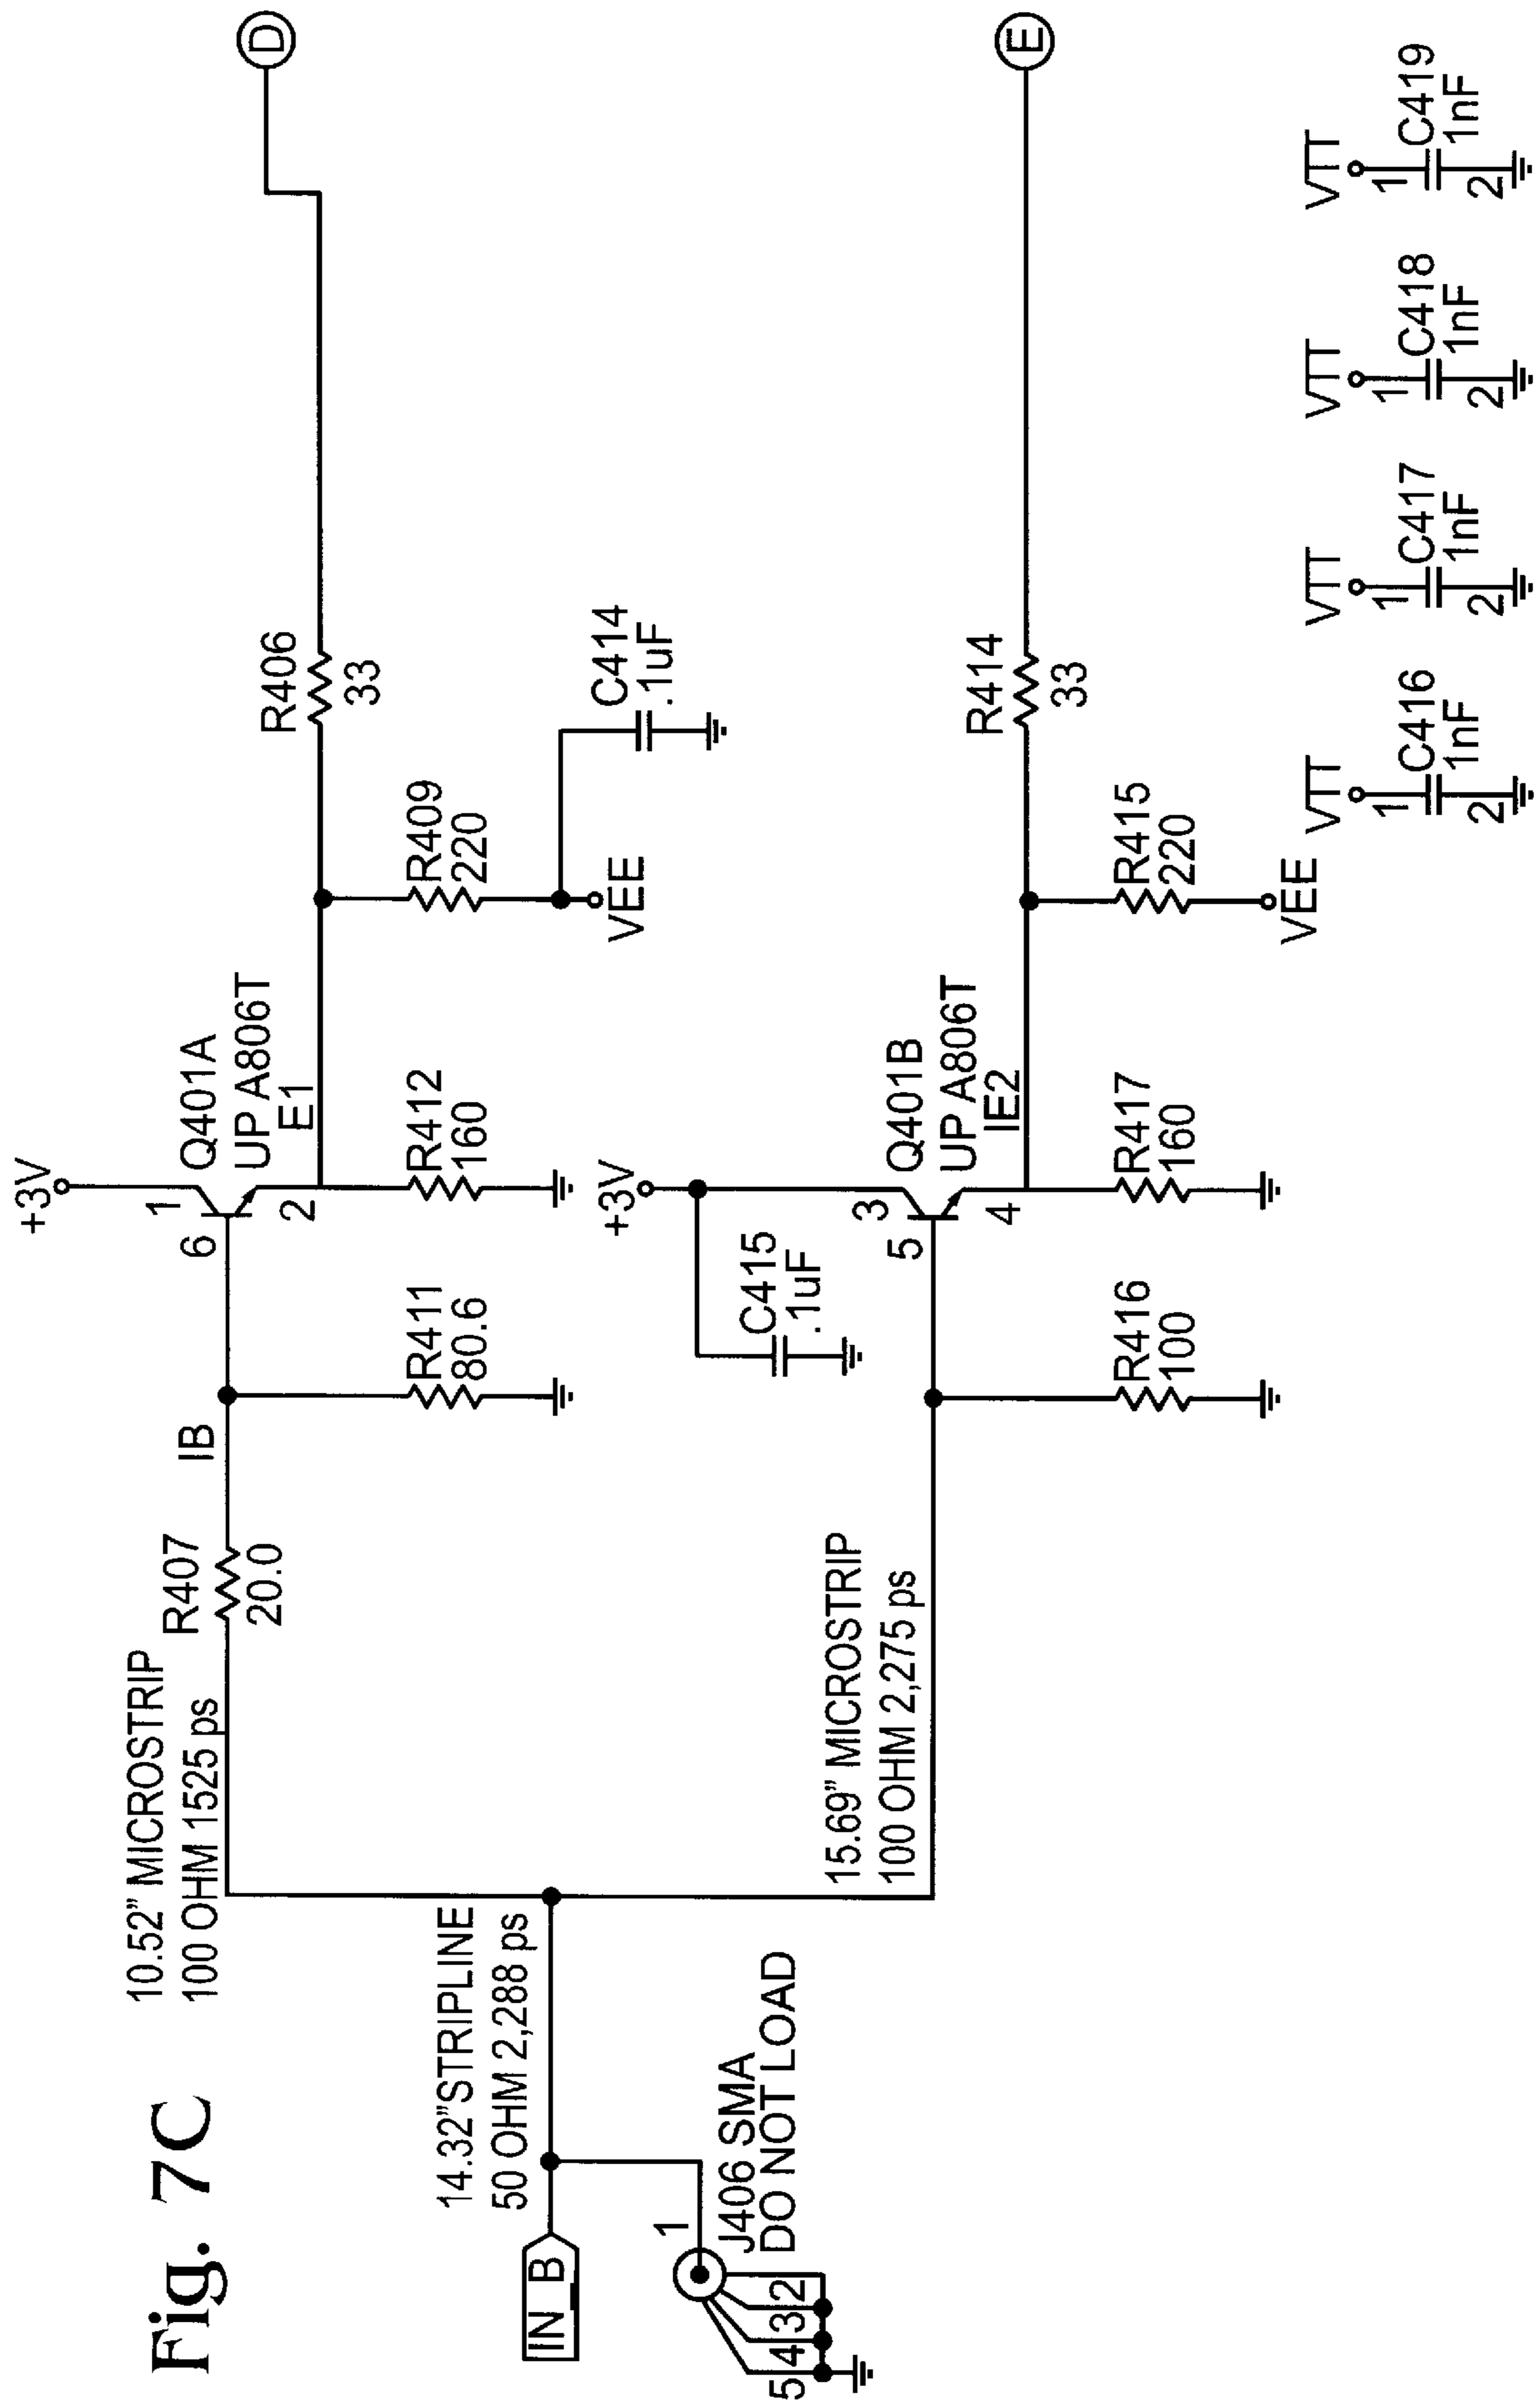 Fig. 7C
10.52" MICROSTRIP
100 OHM 1525 ps
R407
20.0
IB
R411
80.6
+3V
1
6
2
Q401A
UP A806T
E1
R412
160
R409
220
VEE
C414
.1uF
R406
33
D
IN_B
14.32"STRIPLINE
50 OHM 2,288 ps
1
J406 SMA
DO NOT LOAD
5 4 3 2
15.69" MICROSTRIP
100 OHM 2,275 ps
+3V
C415
.1uF
R416
100
3
5
4
Q401B
UP A806T
IE2
R417
160
R415
220
VEE
R414
33
E
VTT
1
C416
1nF
2
VTT
1
C417
1nF
2
VTT
1
C418
1nF
2
VTT
1
C419
1nF
2